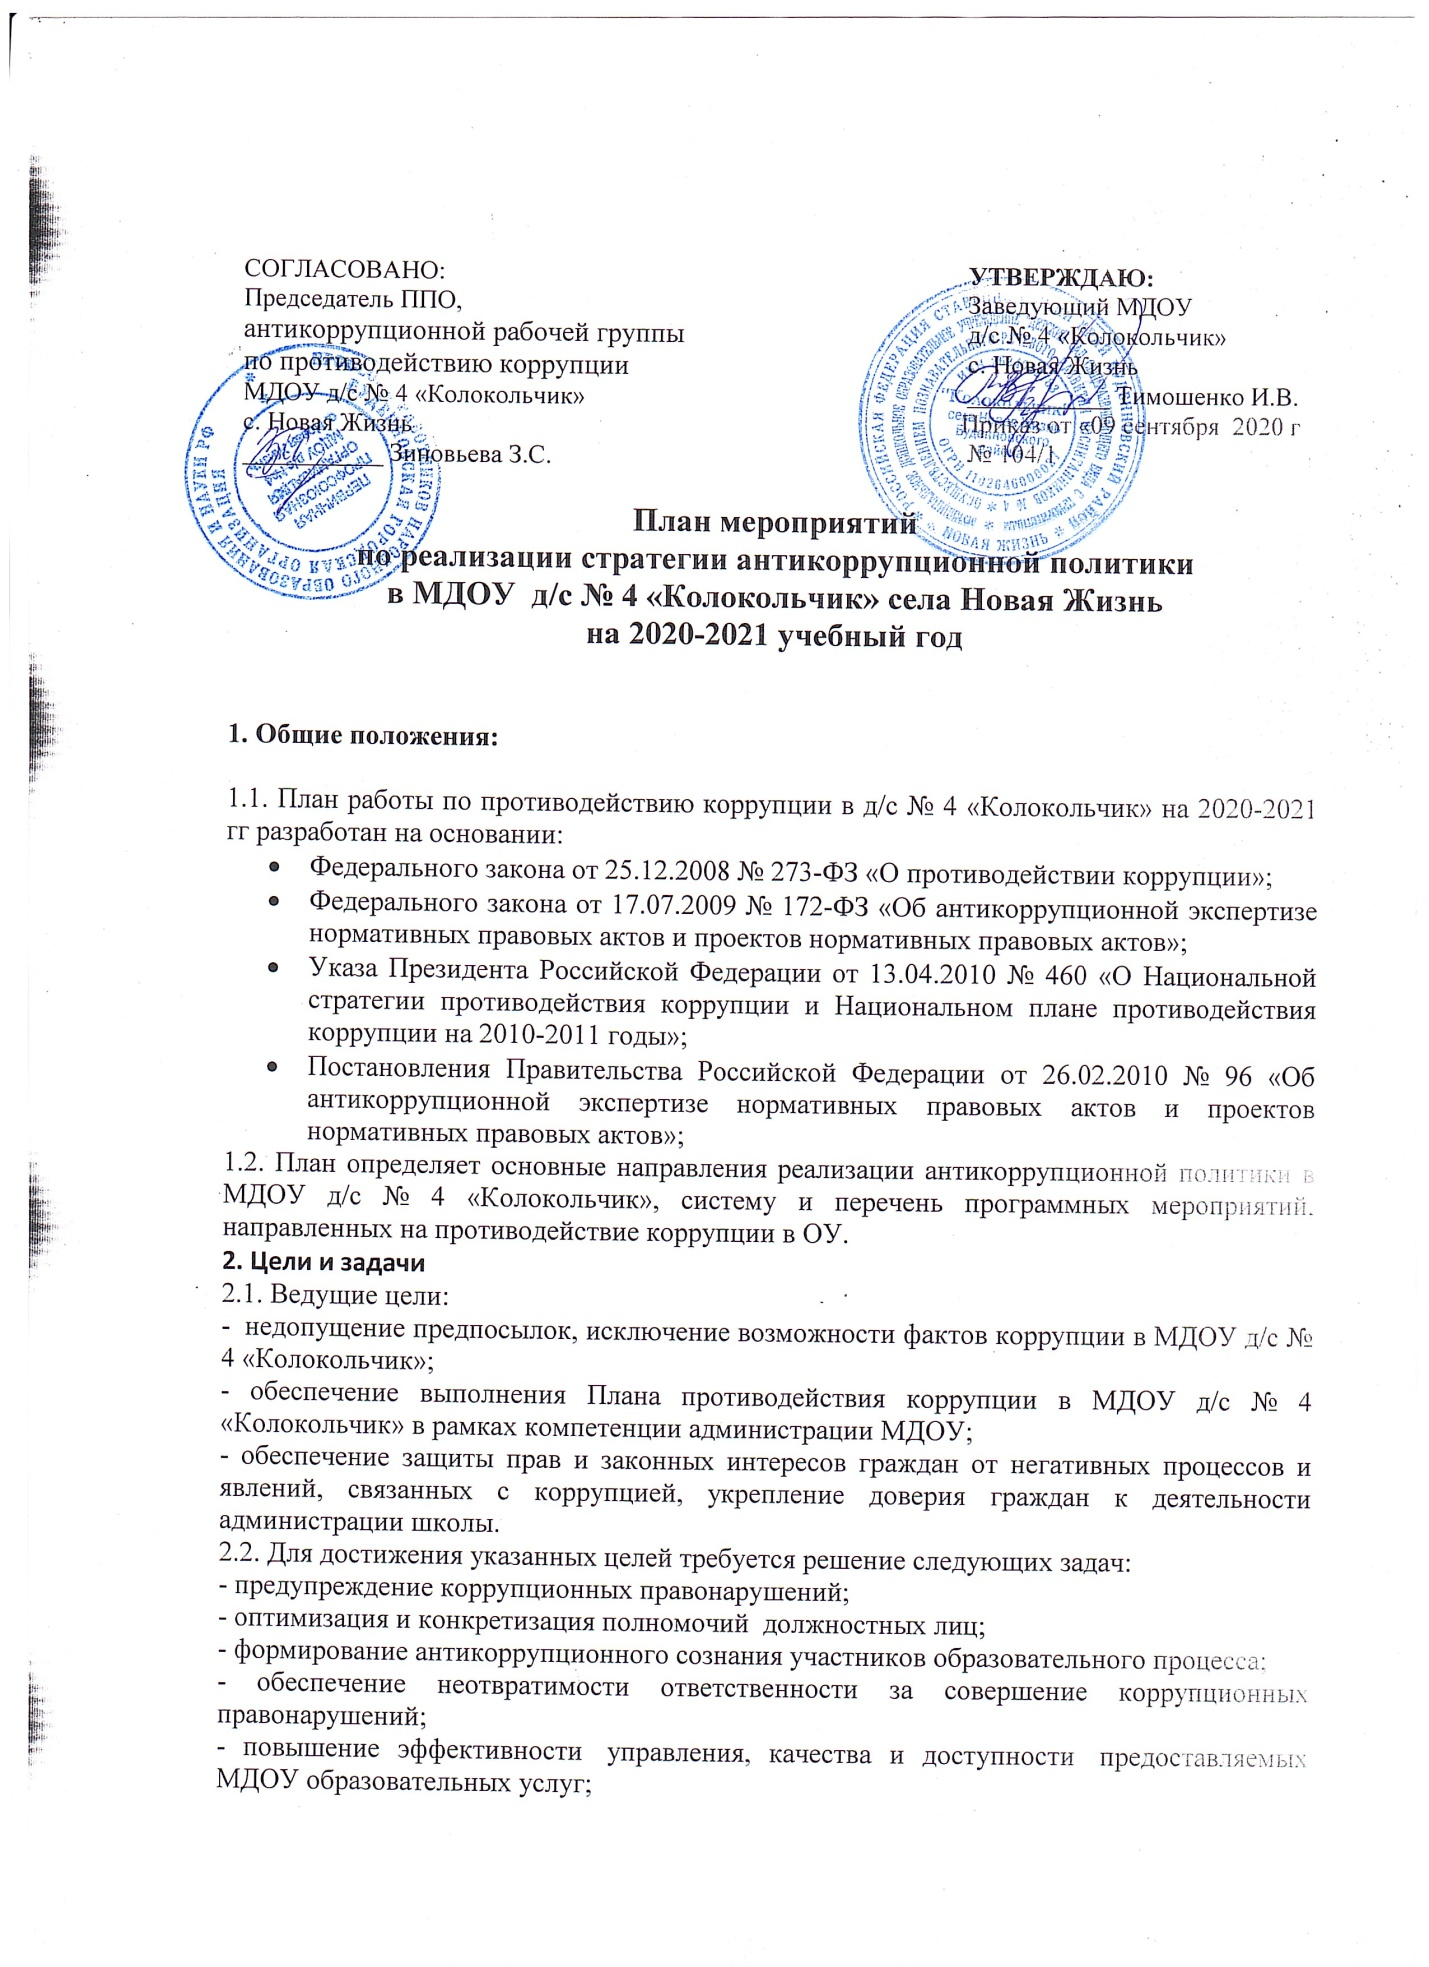 СОГЛАСОВАНО:
Председатель ППО,
антикоррупционной рабочей группы
по противодействию коррупции
МДОУ д/с № 4 «Колокольчик»
с. Новая Жизнь
Зиновьева З.С.
УТВЕРЖДАЮ:
Заведующий МДОУ
д/с № 4 «Колокольчик»
с. Новая Жизнь
Тимошенко И.В.
Приказ от «09 сентября 2020 г
№ 104/1
План мероприятий
по реализации стратегии антикоррупционной политики
в МДОУ д/с № 4 «Колокольчик» села Новая Жизнь
на 2020-2021 учебный год
1. Общие положения:
1.1. План работы по противодействию коррупции в д/с № 4 «Колокольчик» на 2020-2021
гг разработан на основании:
• Федерального закона от 25.12.2008 № 273-ФЗ «О противодействии коррупции»;
• Федерального закона от 17.07.2009 № 172-ФЗ «Об антикоррупционной экспертизе
нормативных правовых актов и проектов нормативных правовых актов»;
• Указа Президента Российской Федерации от 13.04.2010 № 460 «О Национальной
стратегии противодействия коррупции и Национальном плане противодействия
коррупции на 2010-2011 годы»;
• Постановления Правительства Российской Федерации от 26.02.2010 № 96 «Об
антикоррупционной экспертизе нормативных правовых актов и проектов
нормативных правовых актов»;
1.2. План определяет основные направления реализации антикоррупционной политики в
МДОУ д/с № 4 «Колокольчик», систему и перечень программных мероприятий,
направленных на противодействие коррупции в ОУ.
2. Цели и задачи
2.1. Ведущие цели:
- недопущение предпосылок, исключение возможности фактов коррупции в МДОУ д/с №
4 «Колокольчик»;
- обеспечение выполнения Плана противодействия коррупции в МДОУ д/с № 4
«Колокольчик» в рамках компетенции администрации МДОУ;
- обеспечение защиты прав и законных интересов граждан от негативных процессов и
явлений, связанных с коррупцией, укрепление доверия граждан к деятельности
администрации школы.
2.2. Для достижения указанных целей требуется решение следующих задач:
- предупреждение коррупционных правонарушений;
- оптимизация и конкретизация полномочий должностных лиц;
- формирование антикоррупционного сознания участников образовательного процесса;
- обеспечение неотвратимости ответственности за совершение коррупционных
правонарушений;
- повышение эффективности управления, качества и доступности предоставляемых
МДОУ образовательных услуг;